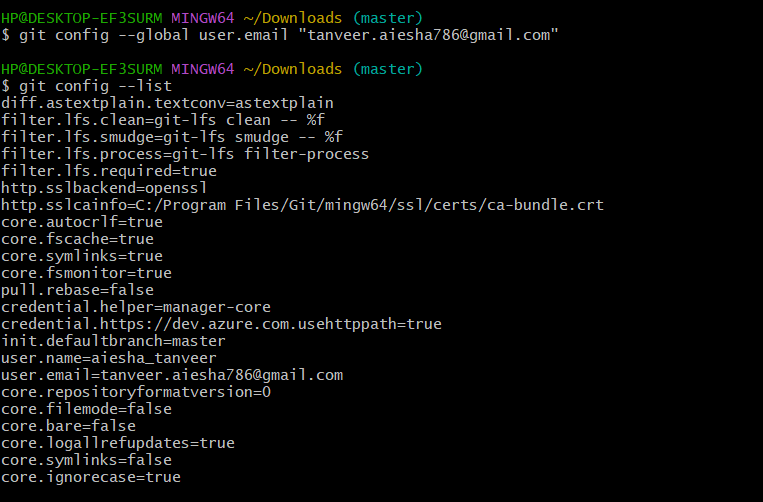 HP@DESKTOP-EF3SURM MINGW64 ~/Downloads (master)
$ git config --global user.email "tanveer.aiesha786@gmail.com"
HP@DESKTOP-EF3SURM MINGW64 ~/Downloads (master)
$ git config --list
diff.astextplain.textconv=astextplain
filter.lfs.clean=git-lfs clean -- %f
filter.lfs.smudge=git-lfs smudge -- %f
filter.lfs.process=git-lfs filter-process
filter.lfs.required=true
http.sslbackend=openssl
http.sslcainfo=C:/Program Files/Git/mingw64/ssl/certs/ca-bundle.crt
core.autocrlf=true
core.fscache=true
core.symlinks=true
core.fsmonitor=true
pull.rebase=false
credential.helper=manager-core
credential.https://dev.azure.com.usehttppath=true
init.defaultbranch=master
user.name=aiesha_tanveer
user.email=tanveer.aiesha786@gmail.com
core.repositoryformatversion=0
core.filemode=false
core.bare=false
core.logallrefupdates=true
core.symlinks=false
core.ignorecase=true